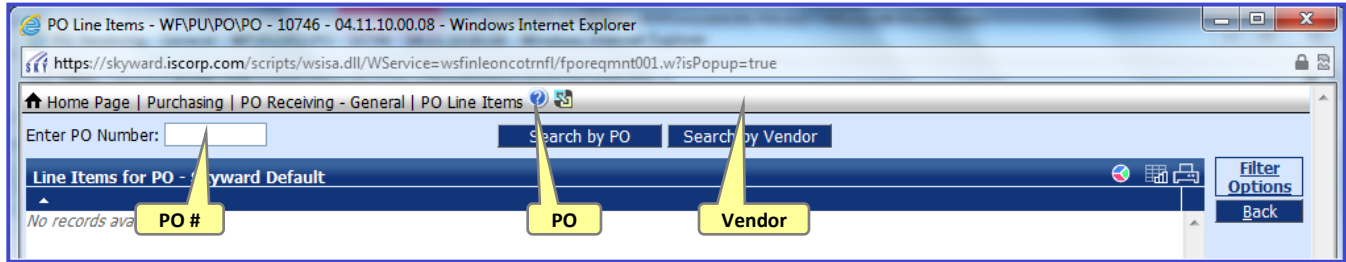 PO Line Items - WF\PU\PO\PO - 10746 - 04.11.10.00.08 - Windows Internet Explorer
https://skyward.iscorp.com/scripts/wsisa.dll/WService=wsfinleoncotrnfl/fporeqmnt001.w?isPopup=true
Home Page | Purchasing | PO Receiving - General | PO Line Items
Enter PO Number: Search by PO Search by Vendor
Line Items for PO - Skyward Default
Filter Options
Back
No records ava
PO # PO Vendor